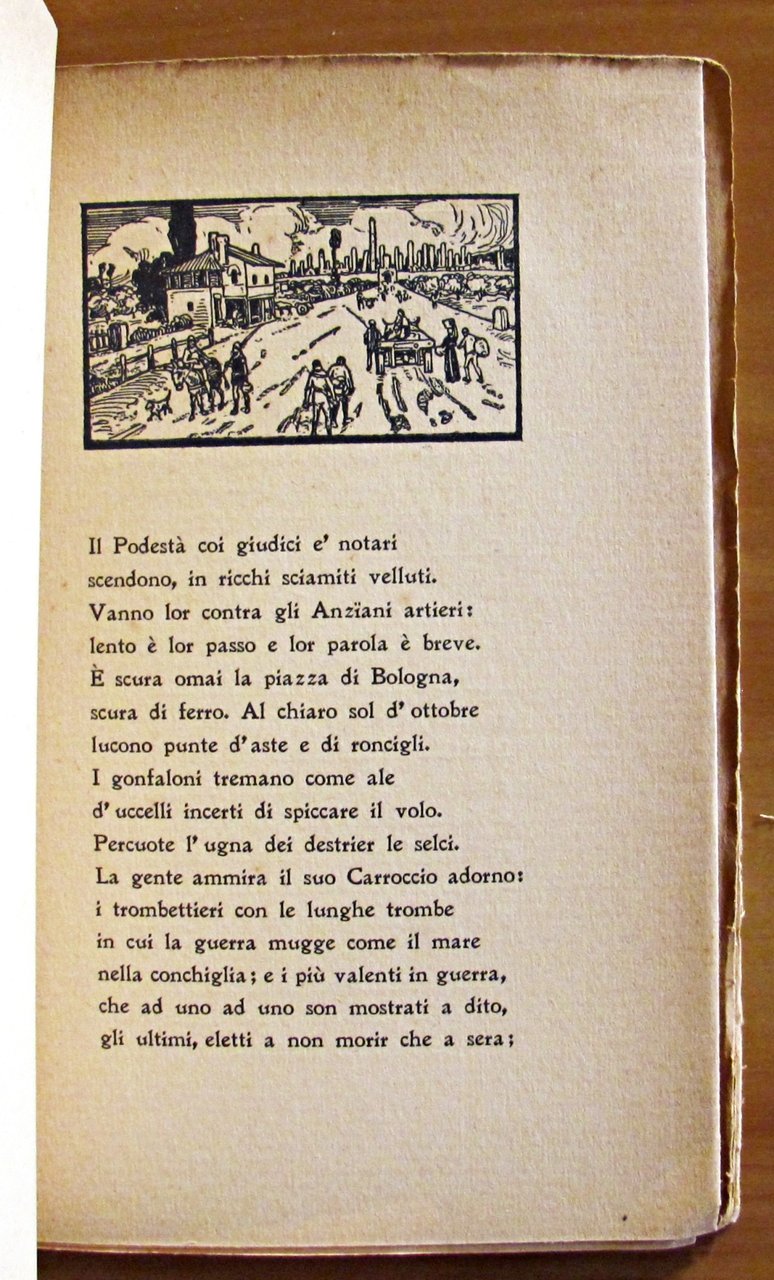 Il Podestà coi giudici e' notari
scendono, in ricchi sciamiti velluti.
Vanno lor contra gli Anzïani artieri:
lento è lor passo e lor parola è breve.
È scura omai la piazza di Bologna,
scura di ferro. Al chiaro sol d' ottobre
lucono punte d'aste e di roncigli.
I gonfaloni tremano come ale
d' uccelli incerti di spiccare il volo.
Percuote l' ugna dei destrier le selci.
La gente ammira il suo Carroccio adorno:
i trombettieri con le lunghe trombe
in cui la guerra mugge come il mare
nella conchiglia; e i più valenti in guerra,
che ad uno ad uno son mostrati a dito,
gli ultimi, eletti a non morir che a sera;